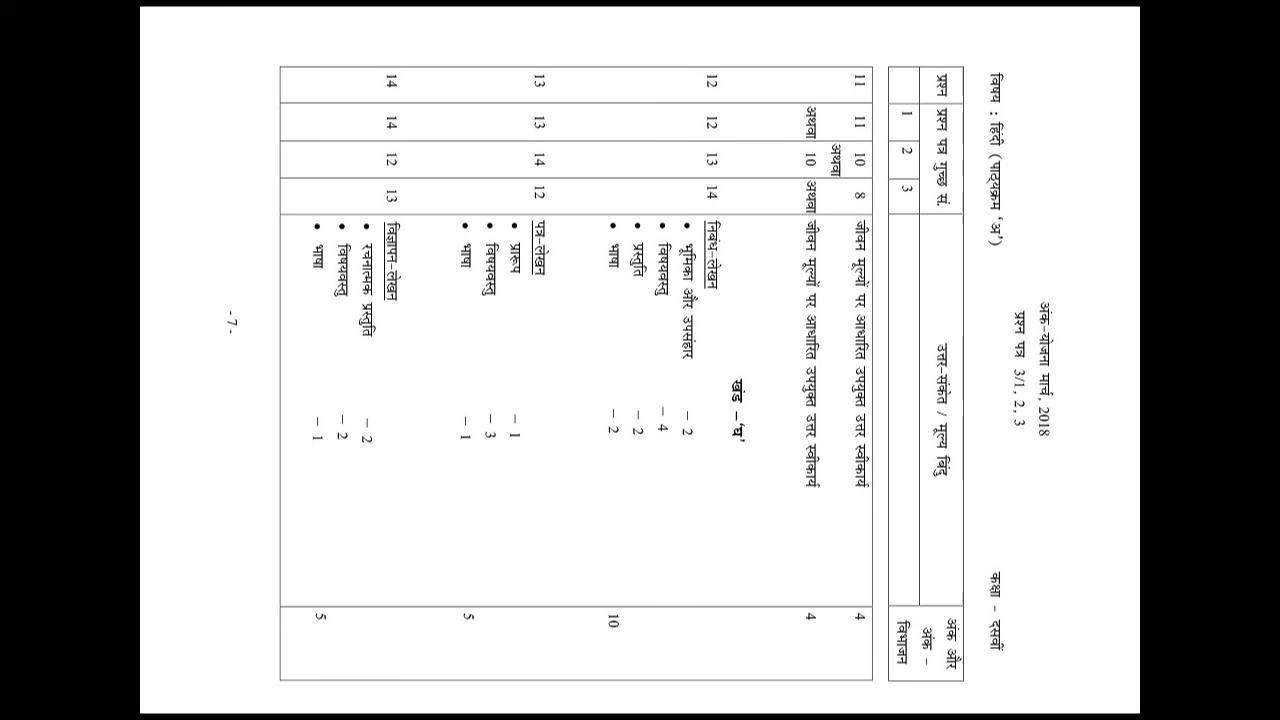 अंक-योजना मार्च, 2018
प्रश्न पत्र 3/1, 2, 3
विषय : हिंदी (पाठ्यक्रम ‘अ’) कक्षा - दसवीं
प्रश्न प्रश्न पत्र गुच्छ सं. उत्तर-संकेत / मूल्य बिंदु अंक और
अंक -
1 2 3 विभाजन
11 11 10 8 जीवन मूल्यों पर आधारित उपयुक्त उत्तर स्वीकार्य 4
अथवा
अथवा 10 अथवा जीवन मूल्यों पर आधारित उपयुक्त उत्तर स्वीकार्य 4
खंड –‘घ’
12 12 13 14 निबंध-लेखन
• भूमिका और उपसंहार – 2
• विषयवस्तु – 4
• प्रस्तुति – 2
• भाषा – 2 10
13 13 14 12 पत्र-लेखन
• प्रारूप – 1
• विषयवस्तु – 3
• भाषा – 1 5
14 14 12 13 विज्ञापन-लेखन
• रचनात्मक प्रस्तुति – 2
• विषयवस्तु – 2
• भाषा – 1 5
- 7 -